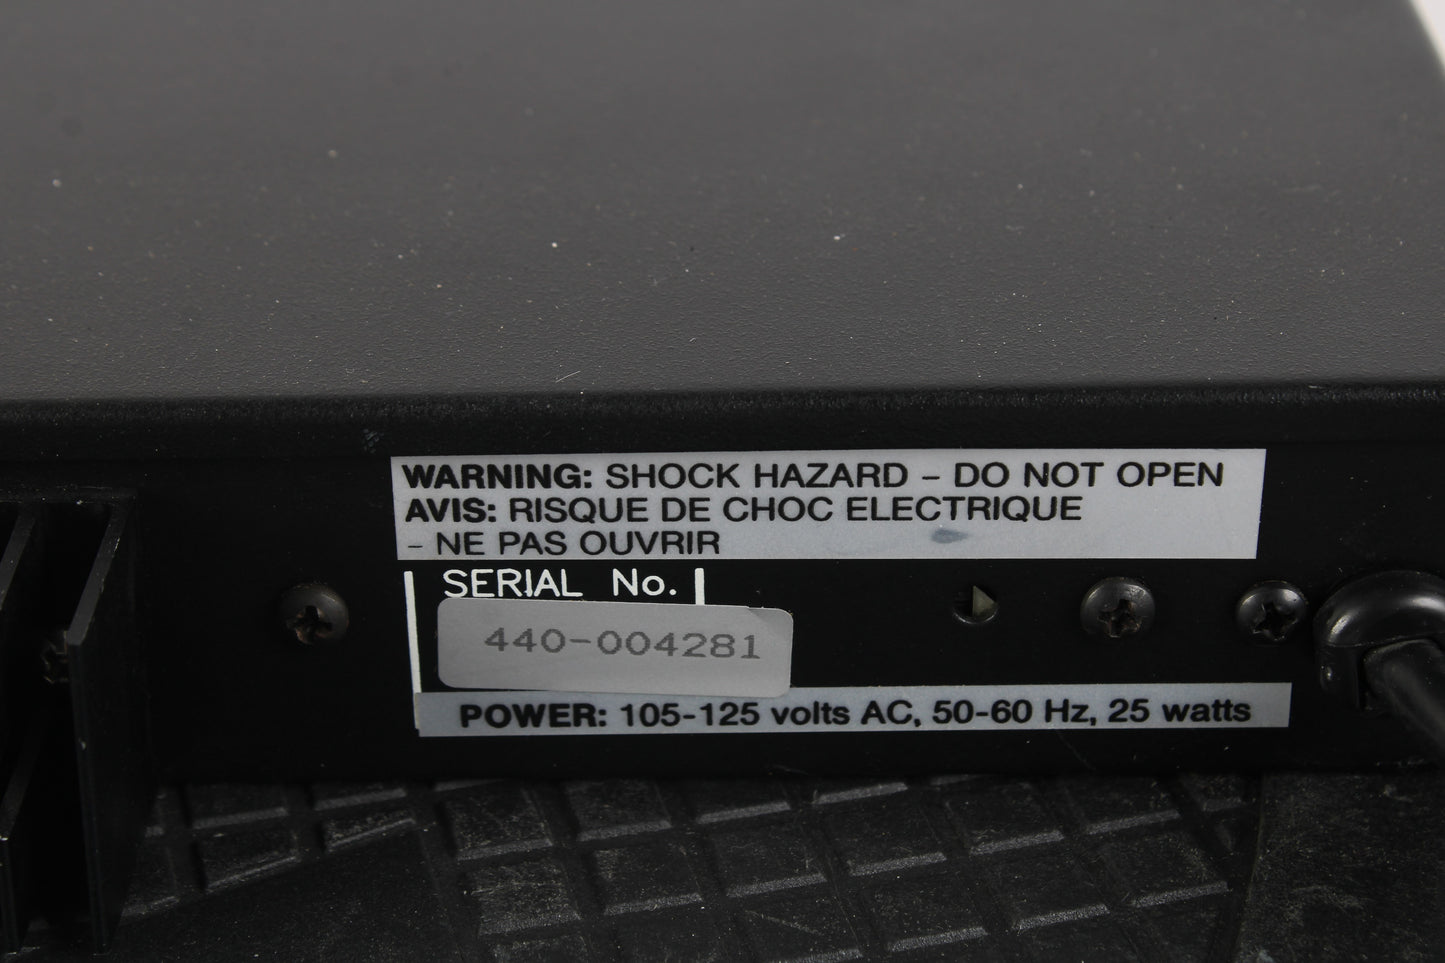 WARNING: SHOCK HAZARD – DO NOT OPEN
AVIS: RISQUE DE CHOC ELECTRIQUE
– NE PAS OUVRIR
SERIAL No.
440-004281
POWER: 105-125 volts AC, 50-60 Hz, 25 watts